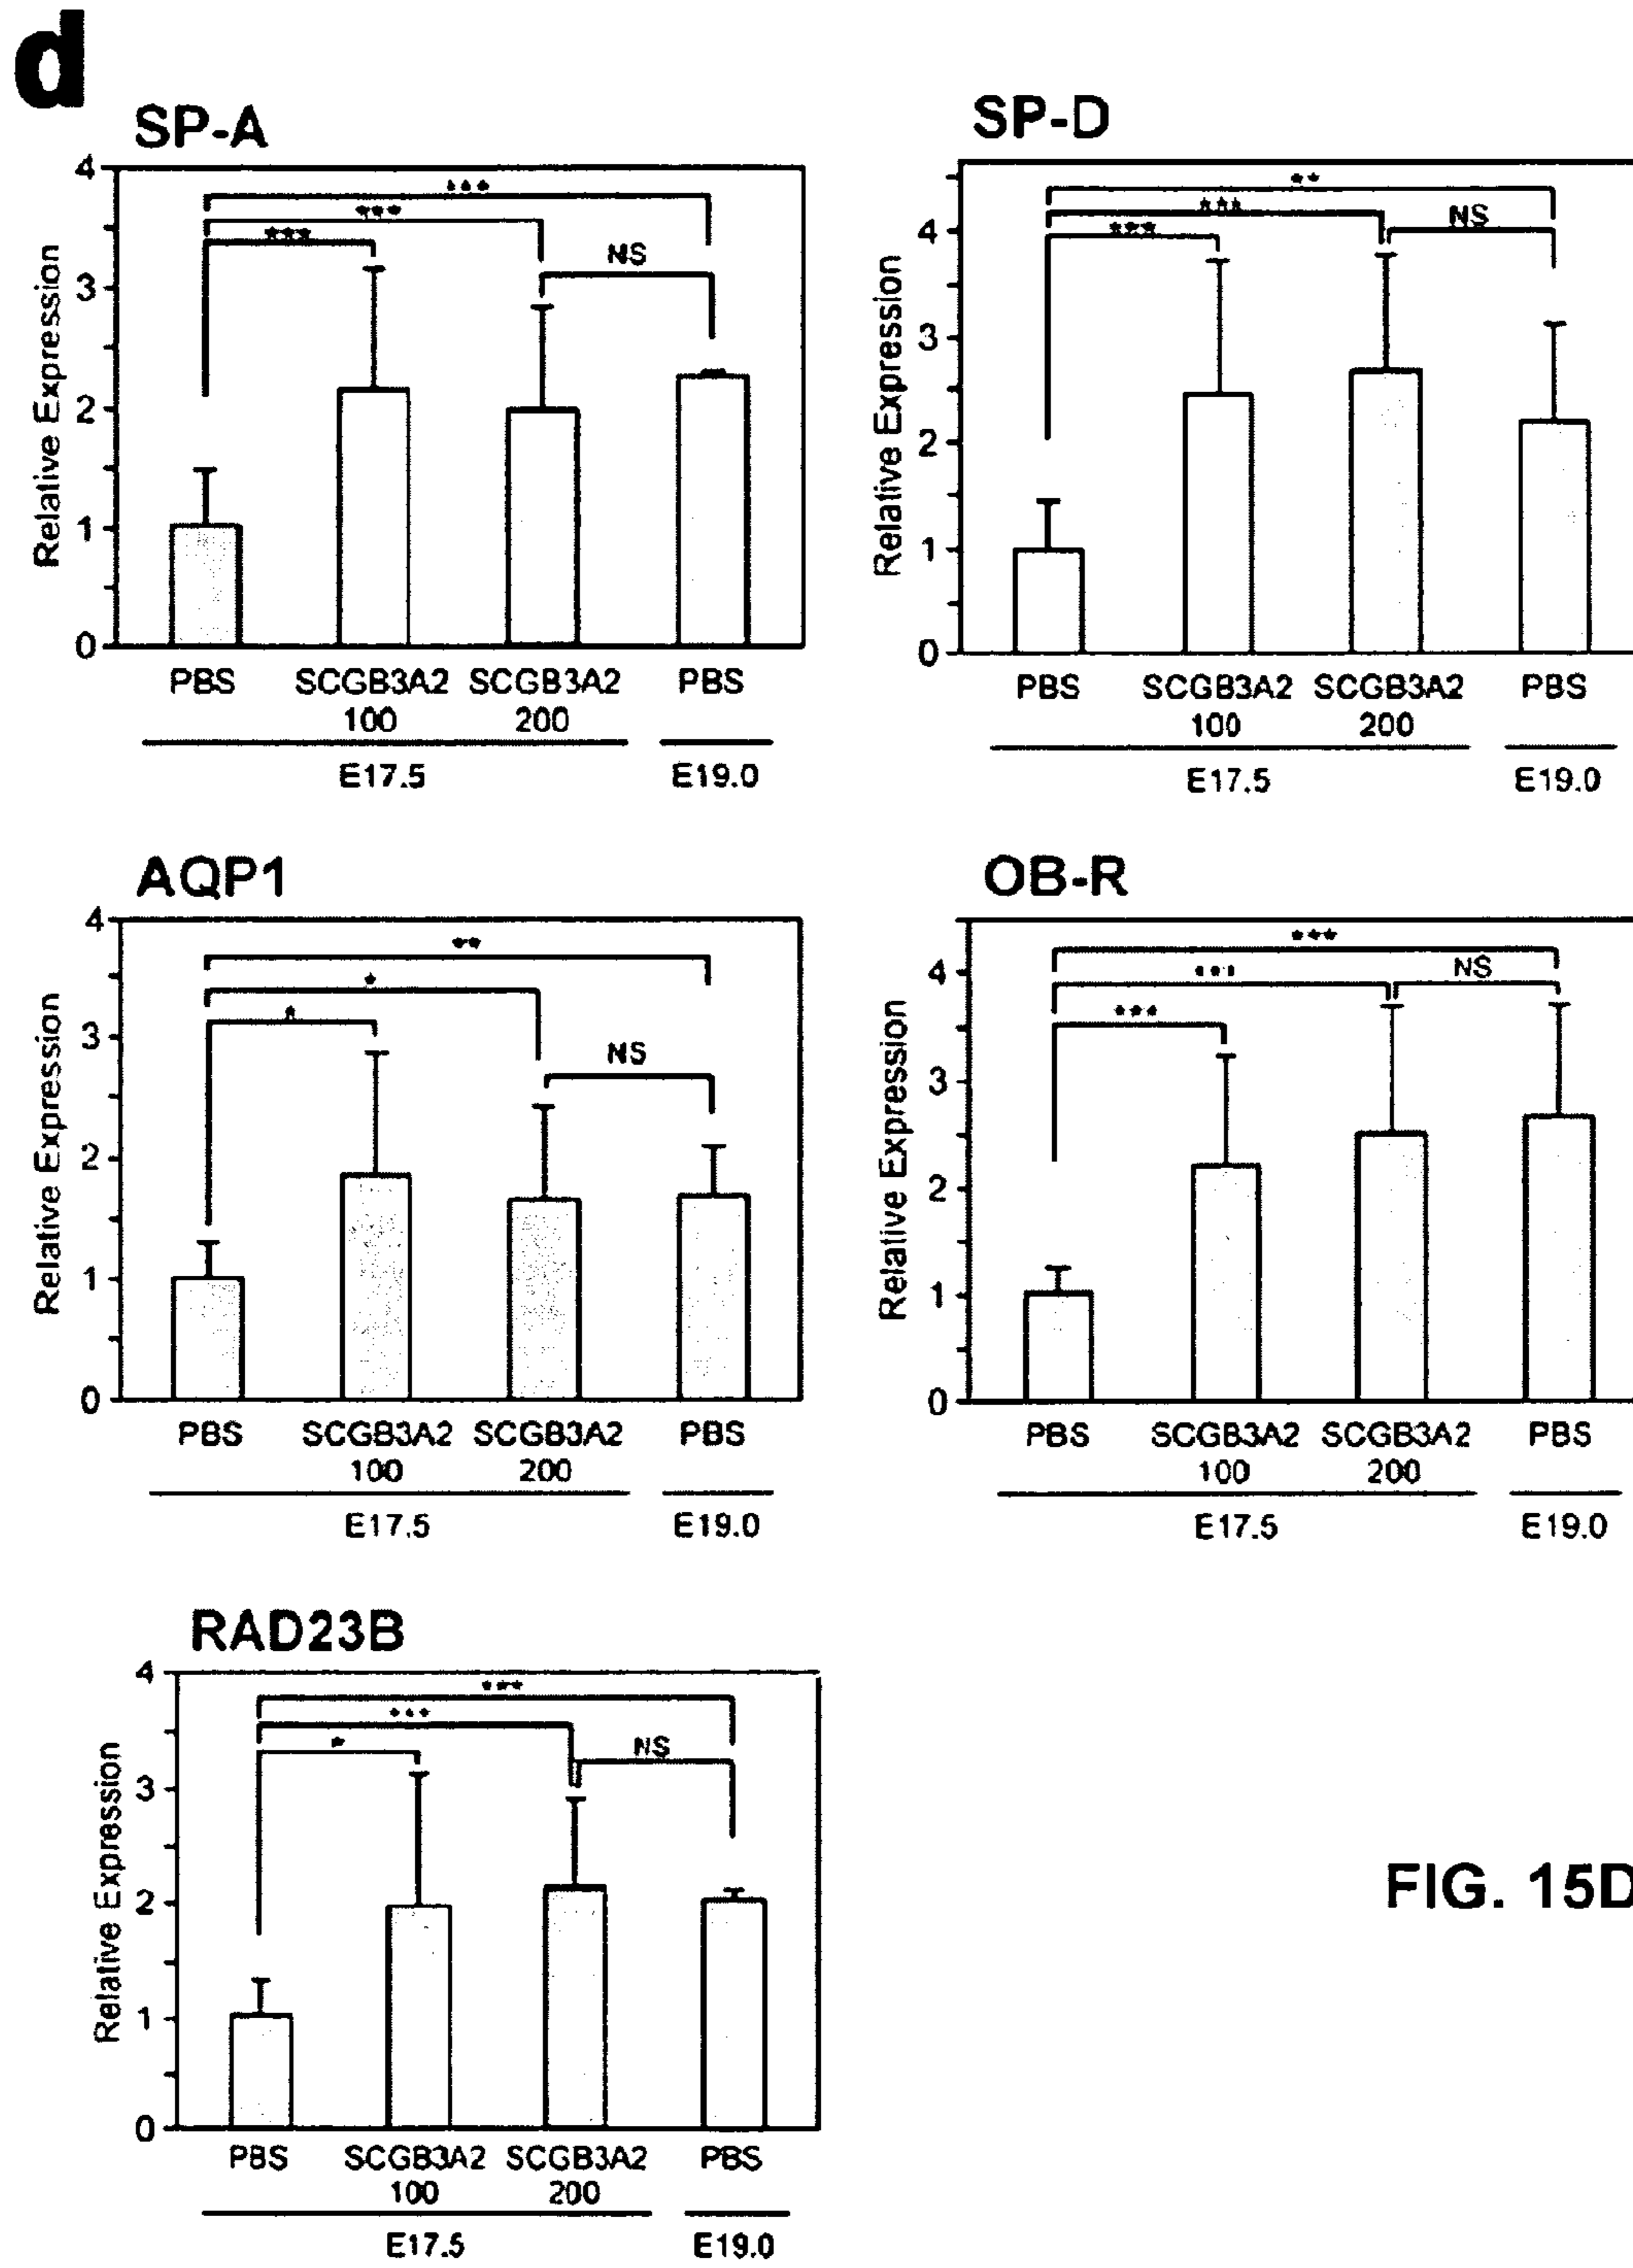 d
SP-A
Relative Expression
4
3
2
1
0
***
***
***
NS
PBS SCGB3A2 SCGB3A2 PBS
100 200
E17.5 E19.0
SP-D
Relative Expression
4
3
2
1
0
**
***
***
NS
PBS SCGB3A2 SCGB3A2 PBS
100 200
E17.5 E19.0
AQP1
Relative Expression
4
3
2
1
0
**
*
*
NS
PBS SCGB3A2 SCGB3A2 PBS
100 200
E17.5 E19.0
OB-R
Relative Expression
4
3
2
1
0
***
***
***
NS
PBS SCGB3A2 SCGB3A2 PBS
100 200
E17.5 E19.0
RAD23B
Relative Expression
4
3
2
1
0
***
***
*
NS
PBS SCGB3A2 SCGB3A2 PBS
100 200
E17.5 E19.0
FIG. 15D